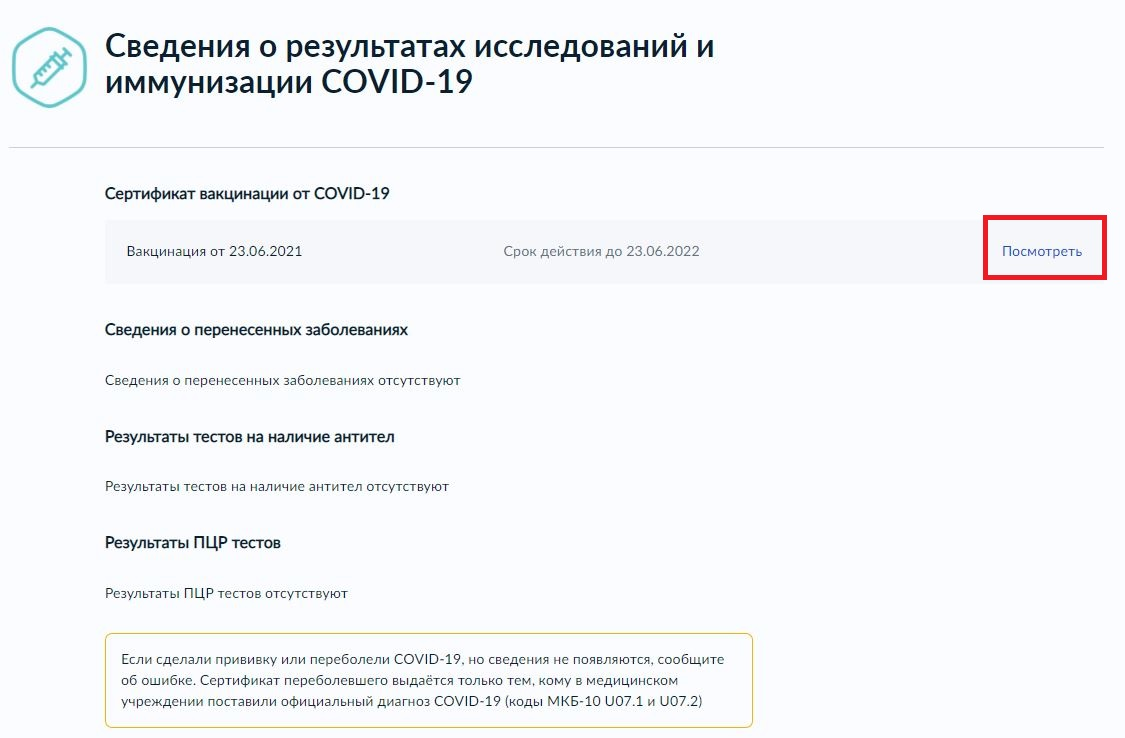 Сведения о результатах исследований и
иммунизации COVID-19
Сертификат вакцинации от COVID-19
Вакцинация от 23.06.2021 Срок действия до 23.06.2022 Посмотреть
Сведения о перенесенных заболеваниях
Сведения о перенесенных заболеваниях отсутствуют
Результаты тестов на наличие антител
Результаты тестов на наличие антител отсутствуют
Результаты ПЦР тестов
Результаты ПЦР тестов отсутствуют
Если сделали прививку или переболели COVID-19, но сведения не появляются, сообщите
об ошибке. Сертификат переболевшего выдаётся только тем, кому в медицинском
учреждении поставили официальный диагноз COVID-19 (коды МКБ-10 U07.1 и U07.2)